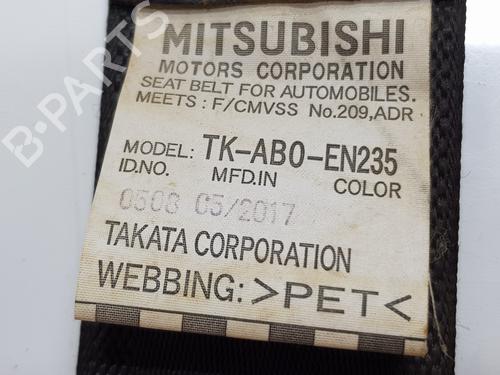 MITSUBISHI
MOTORS CORPORATION
SEAT BELT FOR AUTOMOBILES.
MEETS : F/CMVSS No.209,ADR
MODEL: TK-AB0-EN235
ID.NO. MFD.IN COLOR
0508 05/2017
TAKATA CORPORATION
WEBBING: >PET<
B-PARTS